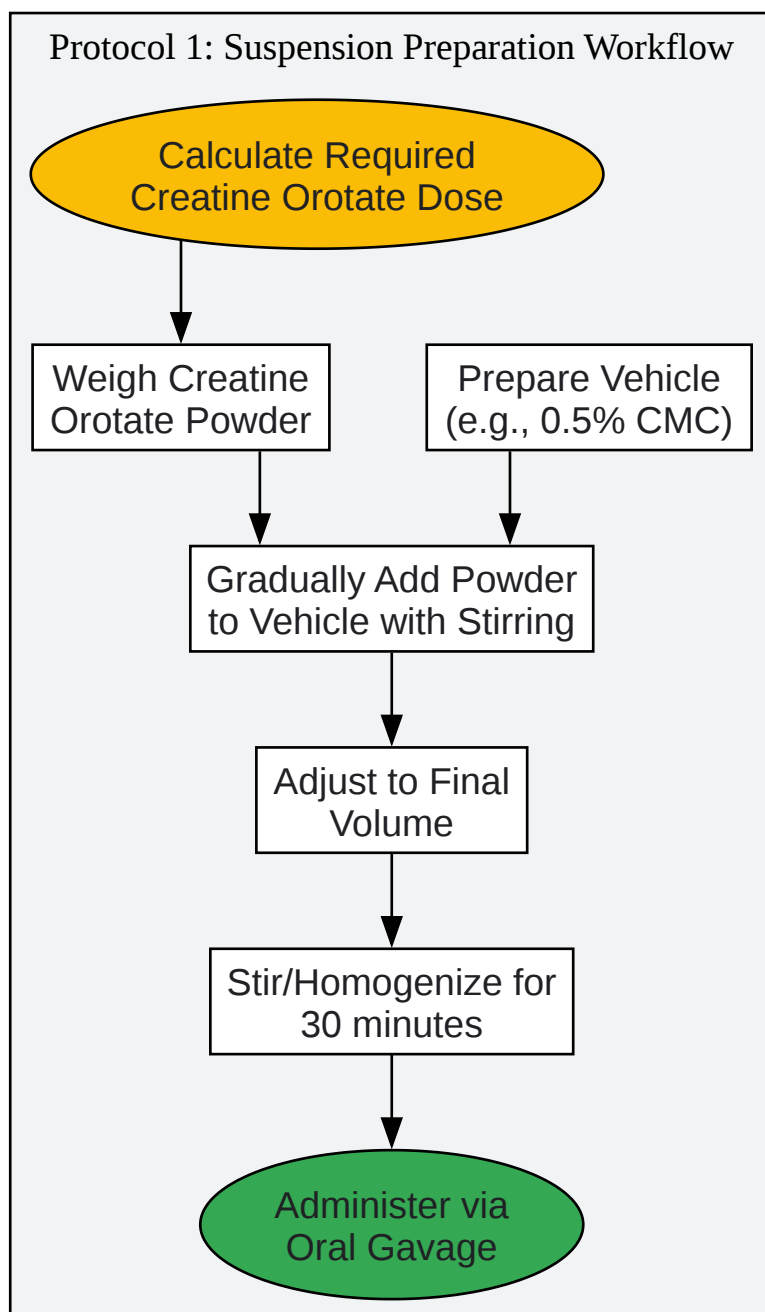 Protocol 1: Suspension Preparation Workflow
Calculate Required
Creatine Orotate Dose
Weigh Creatine
Orotate Powder
Prepare Vehicle
(e.g., 0.5% CMC)
Gradually Add Powder
to Vehicle with Stirring
Adjust to Final
Volume
Stir/Homogenize for
30 minutes
Administer via
Oral Gavage